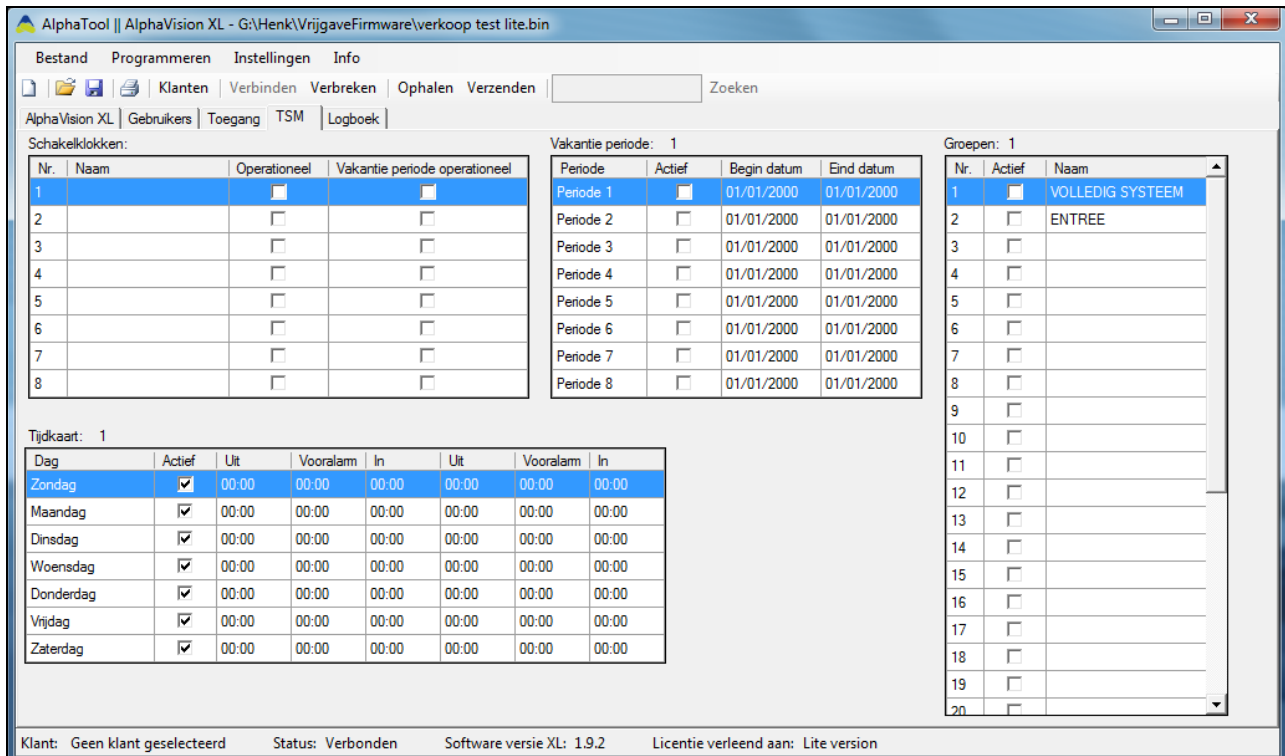 AlphaTool || AlphaVision XL - G:\Henk\VrijgaveFirmware\verkoop test lite.bin
Bestand Programmeren Instellingen Info
Klanten Verbinden Verbreken Ophalen Verzenden Zoeken
AlphaVision XL Gebruikers Toegang TSM Logboek
Schakelklokken:
Nr. Naam Operationeel Vakantie periode operationeel
1
2
3
4
5
6
7
8
Vakantie periode: 1
Periode Actief Begin datum Eind datum
Periode 1 01/01/2000 01/01/2000
Periode 2 01/01/2000 01/01/2000
Periode 3 01/01/2000 01/01/2000
Periode 4 01/01/2000 01/01/2000
Periode 5 01/01/2000 01/01/2000
Periode 6 01/01/2000 01/01/2000
Periode 7 01/01/2000 01/01/2000
Periode 8 01/01/2000 01/01/2000
Groepen: 1
Nr. Actief Naam
1 VOLLEDIG SYSTEEM
2 ENTREE
3
4
5
6
7
8
9
10
11
12
13
14
15
16
17
18
19
20
Tijdkaart: 1
Dag Actief Uit Vooralarm In Uit Vooralarm In
Zondag 00:00 00:00 00:00 00:00 00:00 00:00
Maandag 00:00 00:00 00:00 00:00 00:00 00:00
Dinsdag 00:00 00:00 00:00 00:00 00:00 00:00
Woensdag 00:00 00:00 00:00 00:00 00:00 00:00
Donderdag 00:00 00:00 00:00 00:00 00:00 00:00
Vrijdag 00:00 00:00 00:00 00:00 00:00 00:00
Zaterdag 00:00 00:00 00:00 00:00 00:00 00:00
Klant: Geen klant geselecteerd Status: Verbonden Software versie XL: 1.9.2 Licentie verleend aan: Lite version